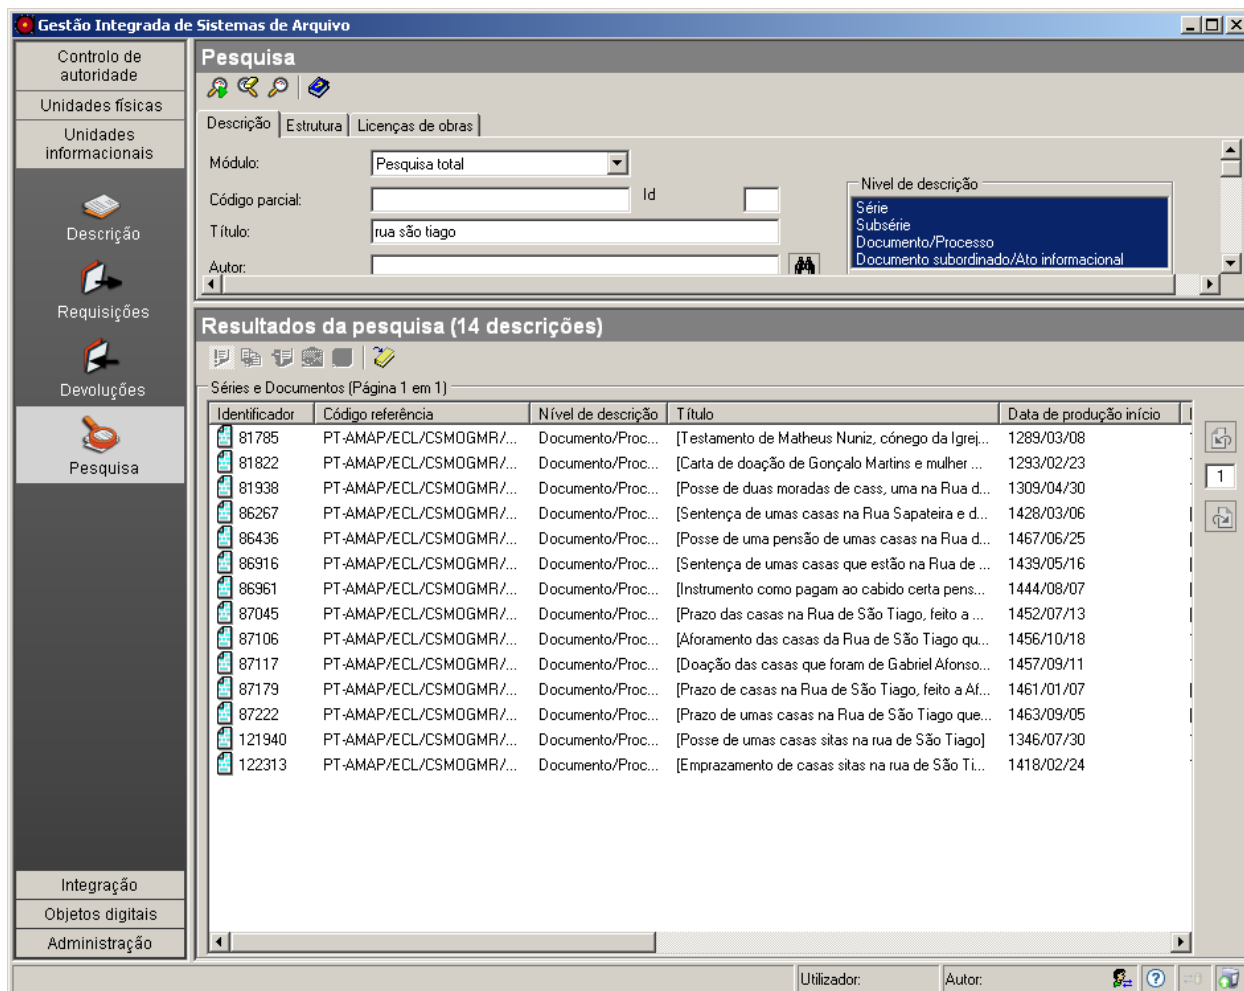 Gestão Integrada de Sistemas de Arquivo
Controlo de
autoridade
Unidades físicas
Unidades
informacionais
Descrição
Requisições
Devoluções
Pesquisa
Integração
Objetos digitais
Administração
Pesquisa
Descrição Estrutura Licenças de obras
Módulo: Pesquisa total
Código parcial: Id
Título: rua são tiago
Autor:
Nível de descrição
Série
Subsérie
Documento/Processo
Documento subordinado/Ato informacional
Resultados da pesquisa (14 descrições)
Séries e Documentos (Página 1 em 1)
Identificador Código referência Nível de descrição Título Data de produção início
81785 PT-AMAP/ECL/CSMOGMR/... Documento/Proc... [Testamento de Matheus Nuniz, cónego da Igrej... 1289/03/08
81822 PT-AMAP/ECL/CSMOGMR/... Documento/Proc... [Carta de doação de Gonçalo Martins e mulher ... 1293/02/23
81938 PT-AMAP/ECL/CSMOGMR/... Documento/Proc... [Posse de duas moradas de cass, uma na Rua d... 1309/04/30
86267 PT-AMAP/ECL/CSMOGMR/... Documento/Proc... [Sentença de umas casas na Rua Sapateira e d... 1428/03/06
86436 PT-AMAP/ECL/CSMOGMR/... Documento/Proc... [Posse de uma pensão de umas casas na Rua d... 1467/06/25
86916 PT-AMAP/ECL/CSMOGMR/... Documento/Proc... [Sentença de umas casas que estão na Rua de ... 1439/05/16
86961 PT-AMAP/ECL/CSMOGMR/... Documento/Proc... [Instrumento como pagam ao cabido certa pens... 1444/08/07
87045 PT-AMAP/ECL/CSMOGMR/... Documento/Proc... [Prazo das casas na Rua de São Tiago, feito a ... 1452/07/13
87106 PT-AMAP/ECL/CSMOGMR/... Documento/Proc... [Aforamento das casas da Rua de São Tiago qu... 1456/10/18
87117 PT-AMAP/ECL/CSMOGMR/... Documento/Proc... [Doação das casas que foram de Gabriel Afonso... 1457/09/11
87179 PT-AMAP/ECL/CSMOGMR/... Documento/Proc... [Prazo de casas na Rua de São Tiago, feito a Af... 1461/01/07
87222 PT-AMAP/ECL/CSMOGMR/... Documento/Proc... [Prazo de umas casas na Rua de São Tiago que... 1463/09/05
121940 PT-AMAP/ECL/CSMOGMR/... Documento/Proc... [Posse de umas casas sitas na rua de São Tiago] 1346/07/30
122313 PT-AMAP/ECL/CSMOGMR/... Documento/Proc... [Emprazamento de casas sitas na rua de São Ti... 1418/02/24
1
Utilizador: Autor: